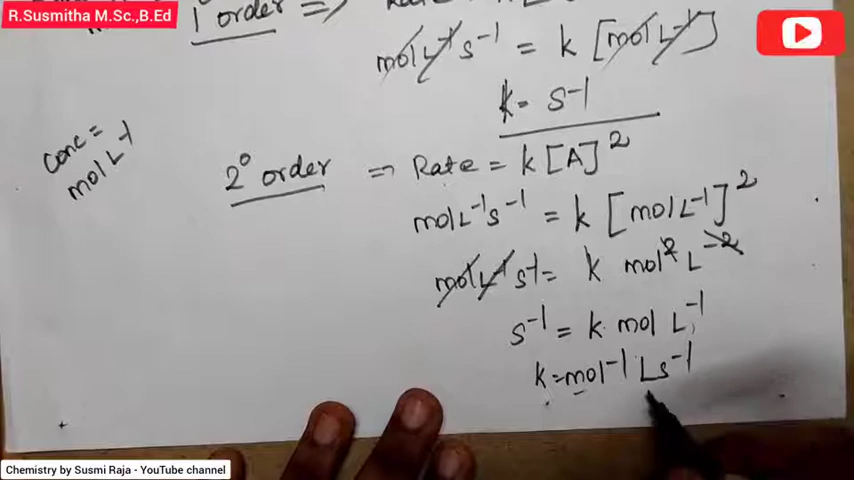 R.Susmitha M.Sc.,B.Ed
1° order => Rate =
mol L⁻¹ s⁻¹ = k [mol L⁻¹]
k = s⁻¹
conc =
mol L⁻¹
2° order => Rate = k [A]²
mol L⁻¹ s⁻¹ = k [mol L⁻¹]²
mol L⁻¹ s⁻¹ = k mol² L⁻²
s⁻¹ = k mol L⁻¹
k = mol⁻¹ L s⁻¹
Chemistry by Susmi Raja - YouTube channel